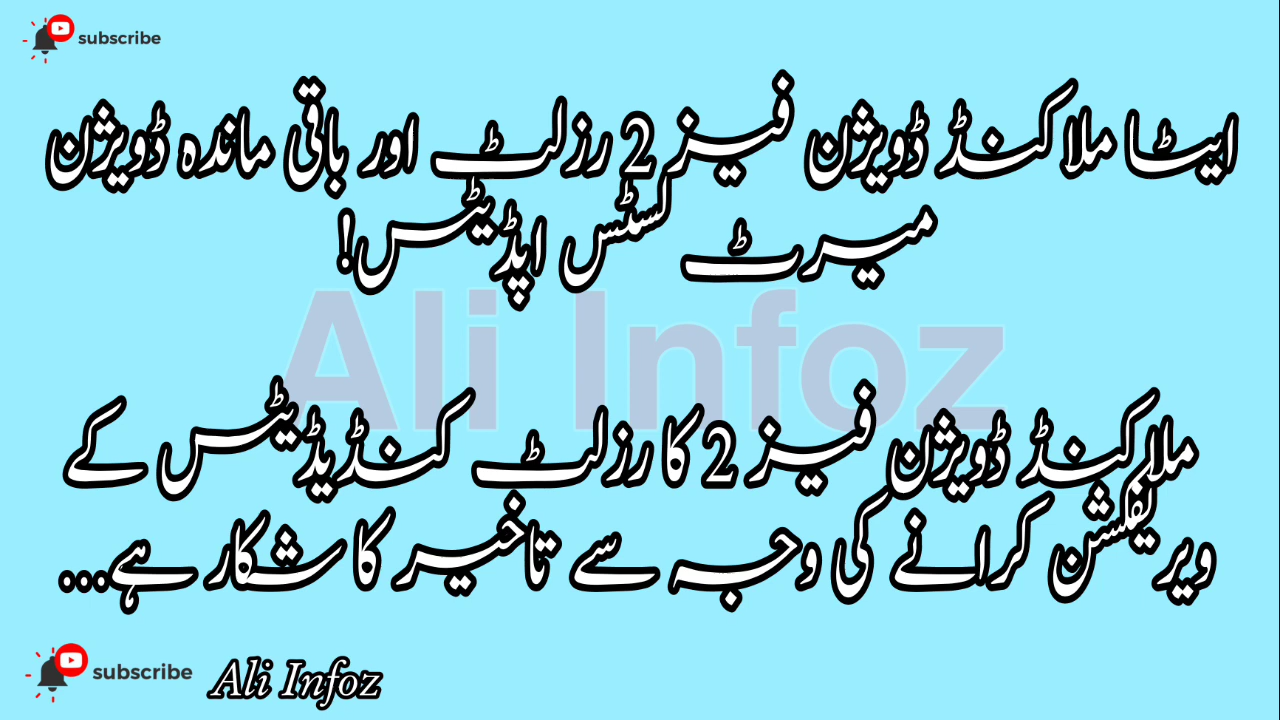 subscribe
ایٹا ملاکنڈ ڈویژن فیز 2 رزلٹ اور باقی ماندہ ڈویژن
میرٹ لسٹس اپڈیٹس!
Ali Infoz
ملاکنڈ ڈویژن فیز 2 کا رزلٹ کنڈیڈیٹس کے
ویریفکیشن کرانے کی وجہ سے تاخیر کا شکار ہے...
subscribe
Ali Infoz